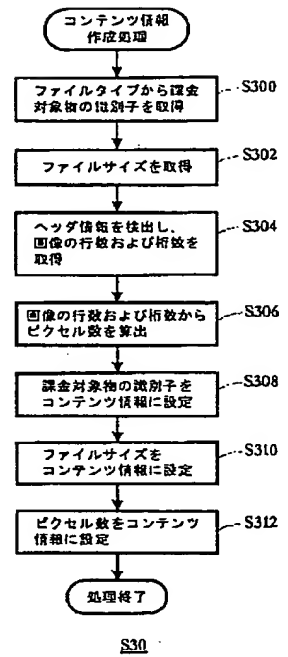 コンテンツ情報
作成処理
ファイルタイプから課金
対象物の識別子を取得
S300
ファイルサイズを取得
S302
ヘッダ情報を検出し、
画像の行数および桁数を
取得
S304
画像の行数および桁数から
ピクセル数を算出
S306
課金対象物の識別子を
コンテンツ情報に設定
S308
ファイルサイズを
コンテンツ情報に設定
S310
ピクセル数をコンテンツ
情報に設定
S312
処理終了
S30